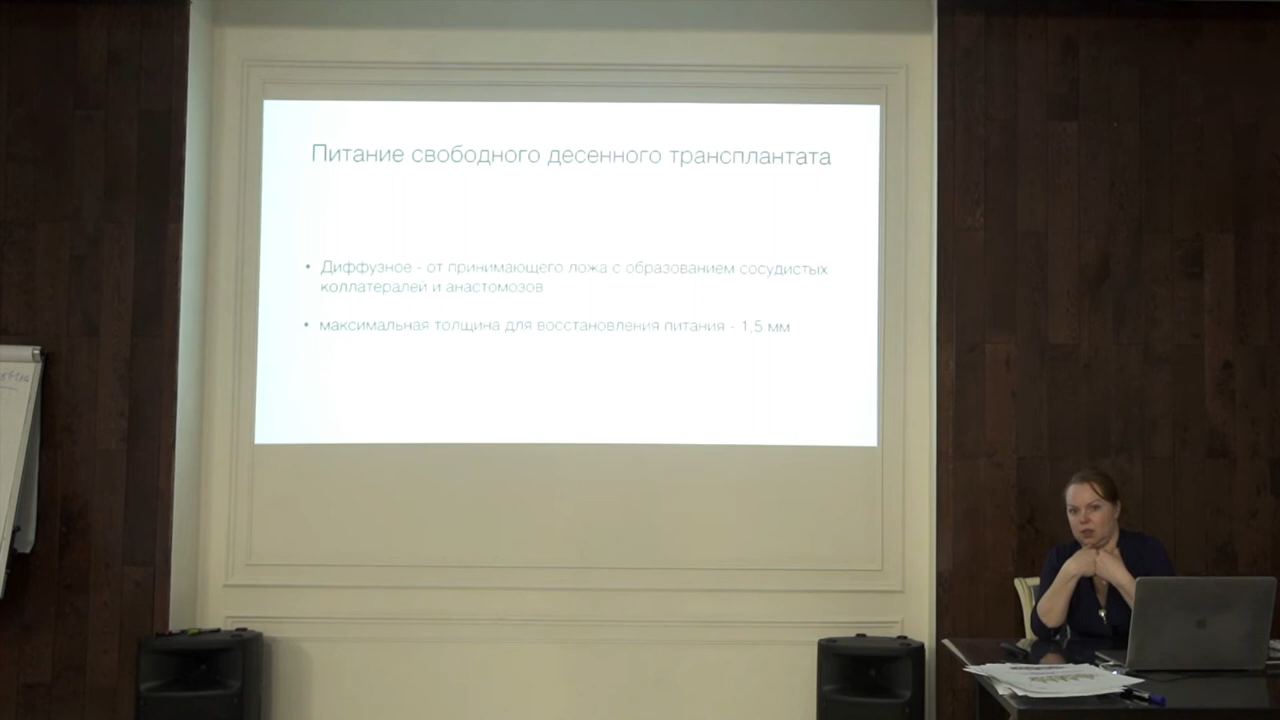 Питание свободного десенного трансплантата
• Диффузное - от принимающего ложа с образованием сосудистых
коллатералей и анастомозов
• максимальная толщина для восстановления питания - 1,5 мм